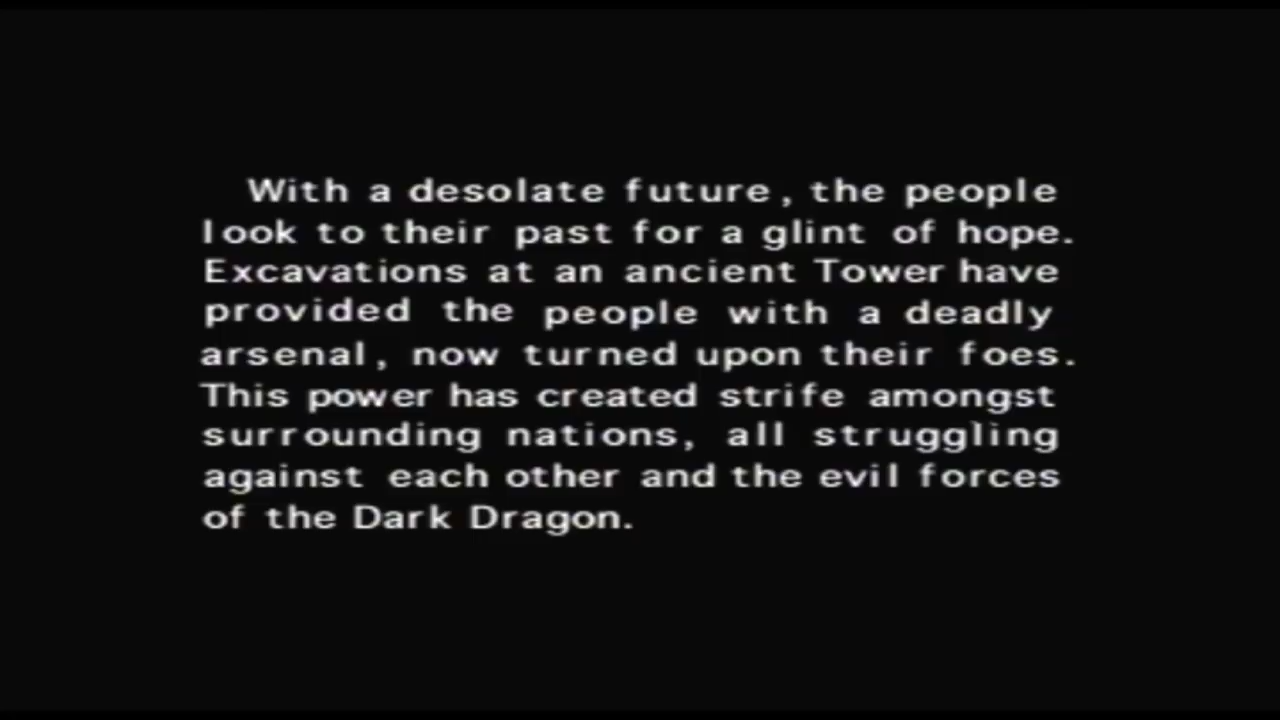 With a desolate future, the people
look to their past for a glint of hope.
Excavations at an ancient Tower have
provided the people with a deadly
arsenal, now turned upon their foes.
This power has created strife amongst
surrounding nations, all struggling
against each other and the evil forces
of the Dark Dragon.